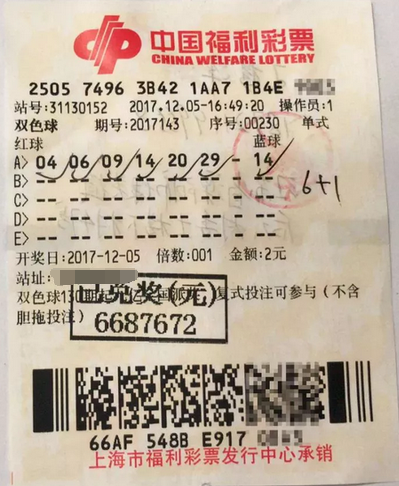 中国福利彩票
CHINA WELFARE LOTTERY
2505 7496 3B42 1AA7 1B4E
站号:31130152 2017.12.05-16:49:20 操作员:1
双色球 期号:2017143 序号:00230 单式
红球 蓝球
A> 04 06 09 14 20 29 - 14
B> -- -- -- -- -- -- - --
6+1
C> -- -- -- -- -- -- - --
D> -- -- -- -- -- -- - --
E> -- -- -- -- -- -- - --
开奖日:2017-12-05 倍数:001 金额:2元
站址:
已兑奖(元)
双色球13 复式投注可参与(不含
胆拖投注)
6687672
66AF 548B E917
上海市福利彩票发行中心承销